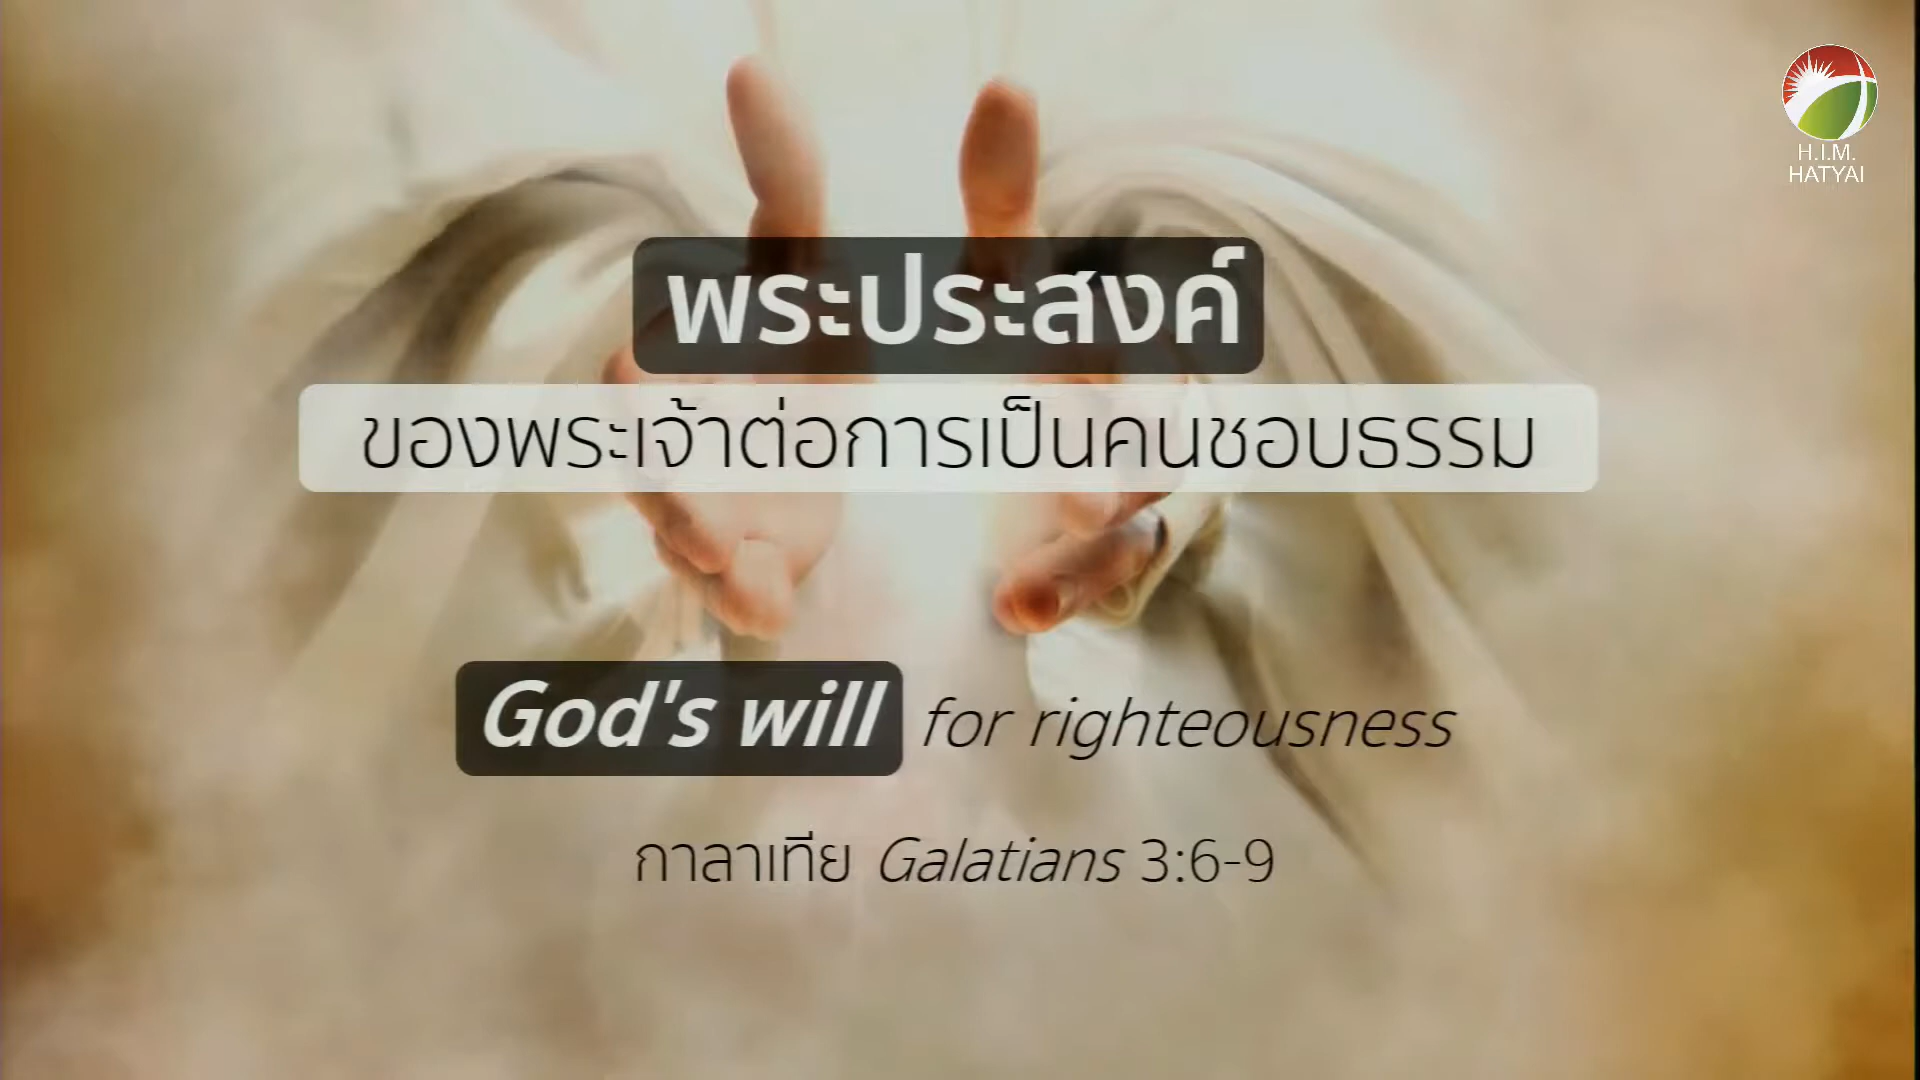 H.I.M.
HATYAI
พระประสงค์
ของพระเจ้าต่อการเป็นคนชอบธรรม
God's will for righteousness
กาลาเทีย Galatians 3:6-9